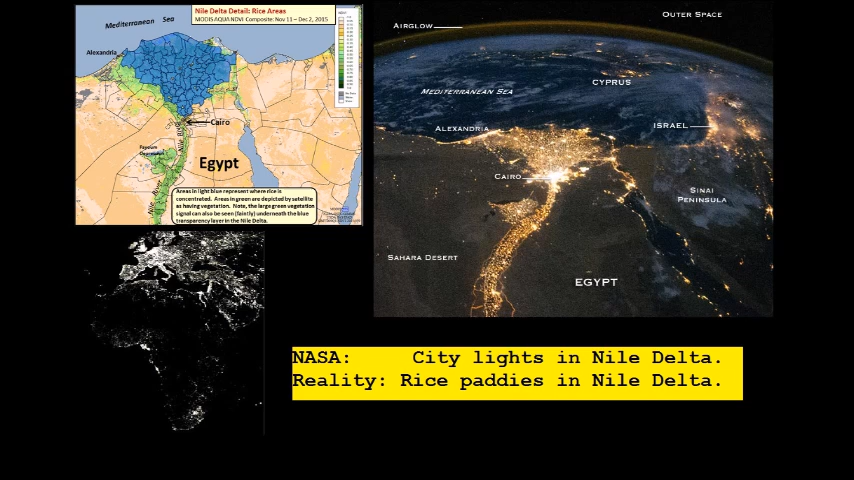 Mediterranean Sea
Nile Delta Detail: Rice Areas
MODIS AQUA NDVI: Composite: Nov 11 – Dec 2, 2015
Alexandria
Cairo
Fayoum
Depression
Egypt
Nile
Areas in light blue represent where rice is
concentrated. Areas in green are depicted by satellite
as having vegetation. Note, the large green vegetation
signal can also be seen (faintly) underneath the blue
transparency layer in the Nile Delta.
OUTER SPACE
AIRGLOW
CYPRUS
MEDITERRANEAN SEA
ALEXANDRIA
ISRAEL
CAIRO
SINAI
PENINSULA
SAHARA DESERT
EGYPT
NASA: City lights in Nile Delta.
Reality: Rice paddies in Nile Delta.